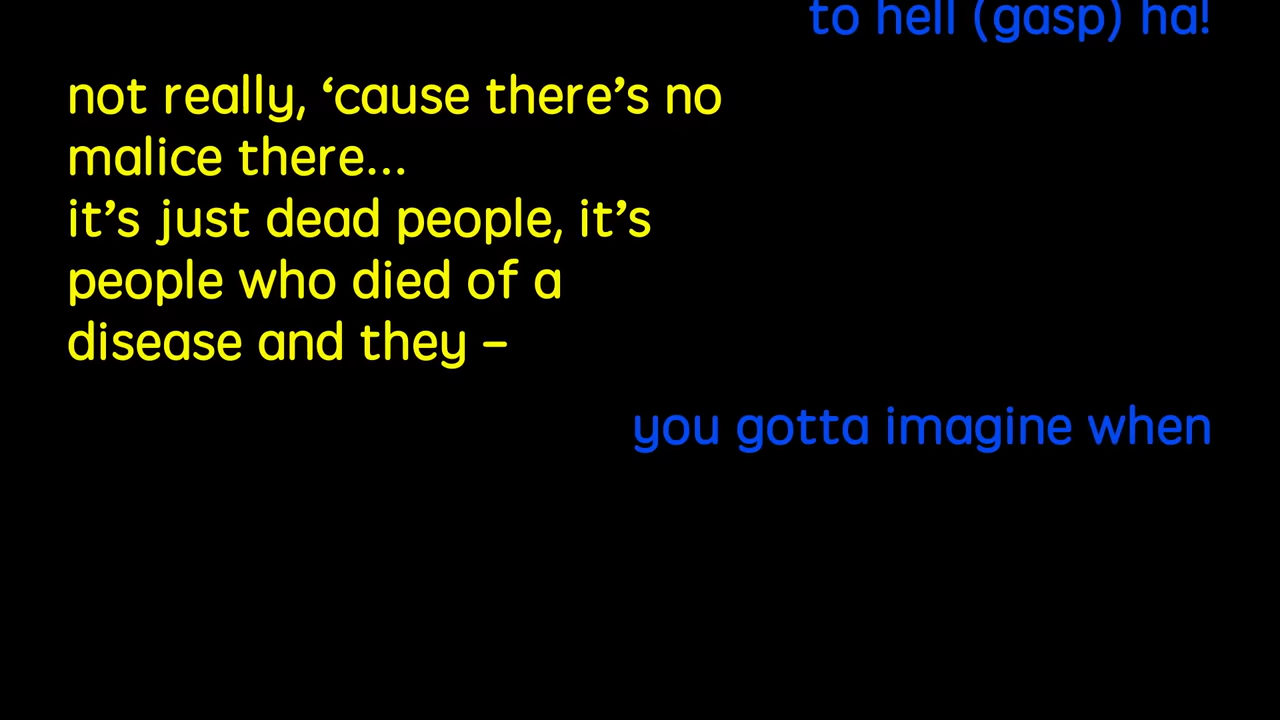 to hell (gasp) ha!
not really, ‘cause there’s no
malice there...
it’s just dead people, it’s
people who died of a
disease and they –
you gotta imagine when